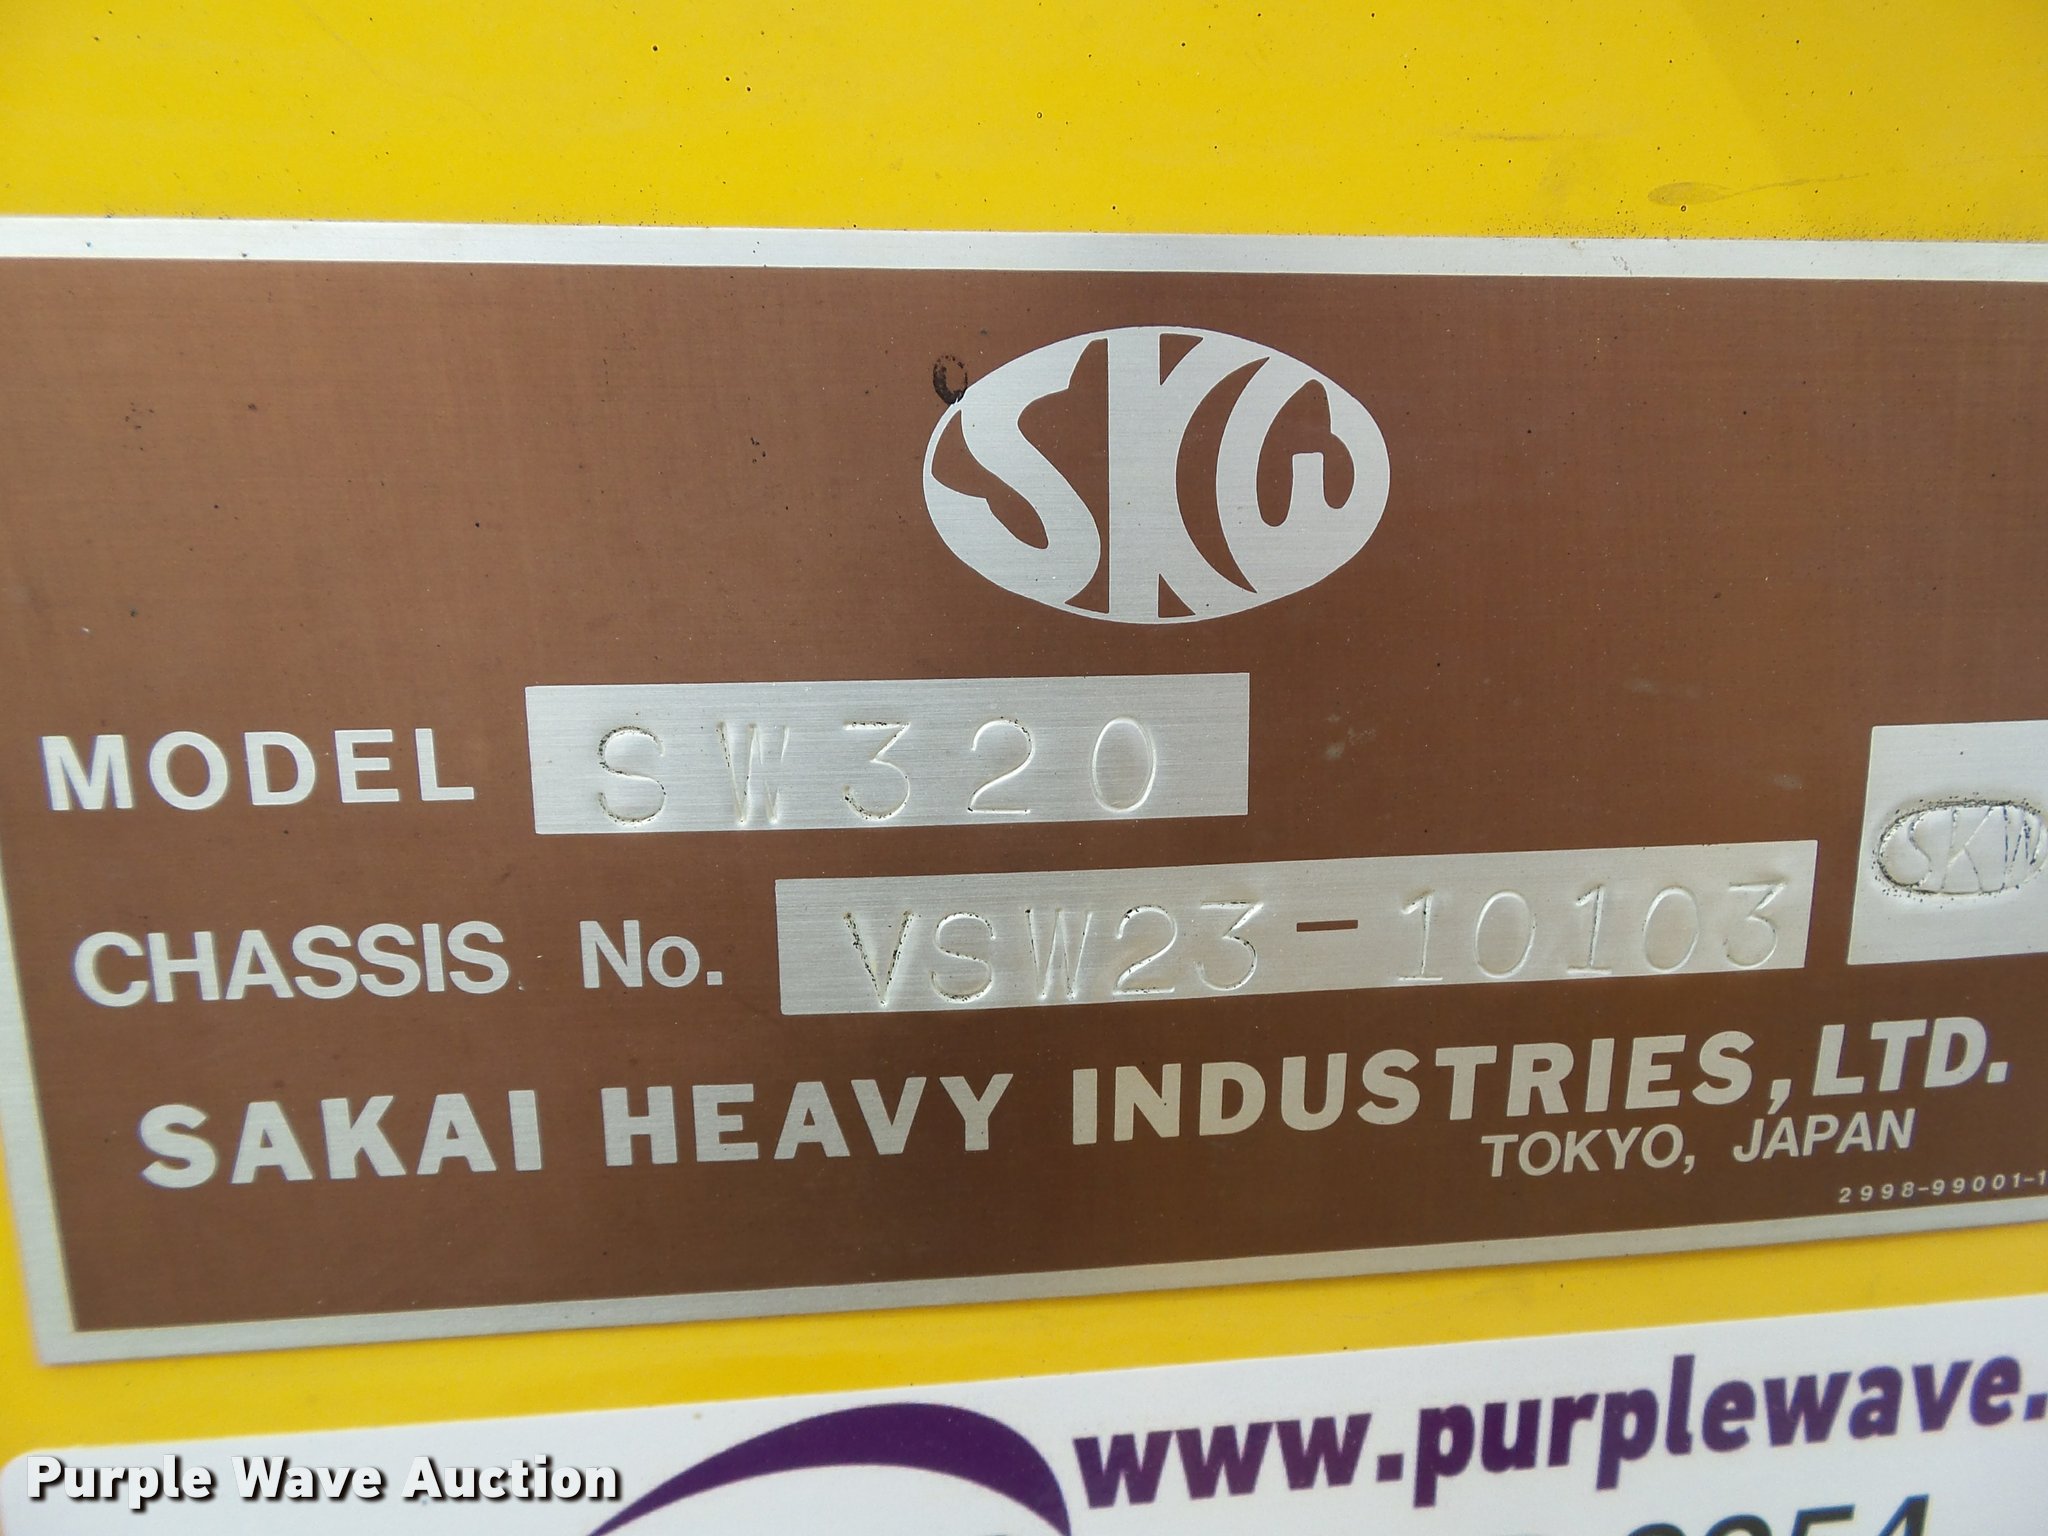 SKW
MODEL SW320
CHASSIS No. VSW23-10103
SKW
SAKAI HEAVY INDUSTRIES, LTD.
TOKYO, JAPAN
2998-99001-1
www.purplewave.
Purple Wave Auction